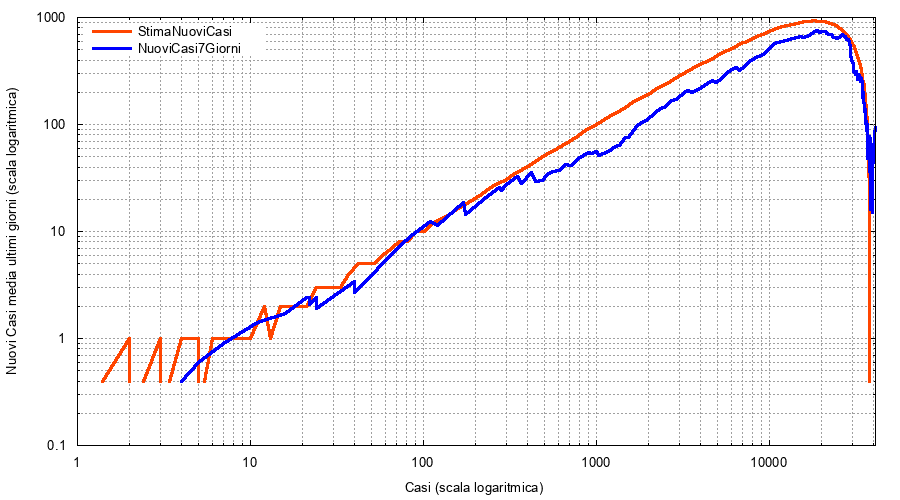 StimaNuoviCasi
NuoviCasi7Giorni
Nuovi Casi media ultimi giorni (scala logaritmica)
1000
100
10
1
0.1
1
10
100
1000
10000
Casi (scala logaritmica)